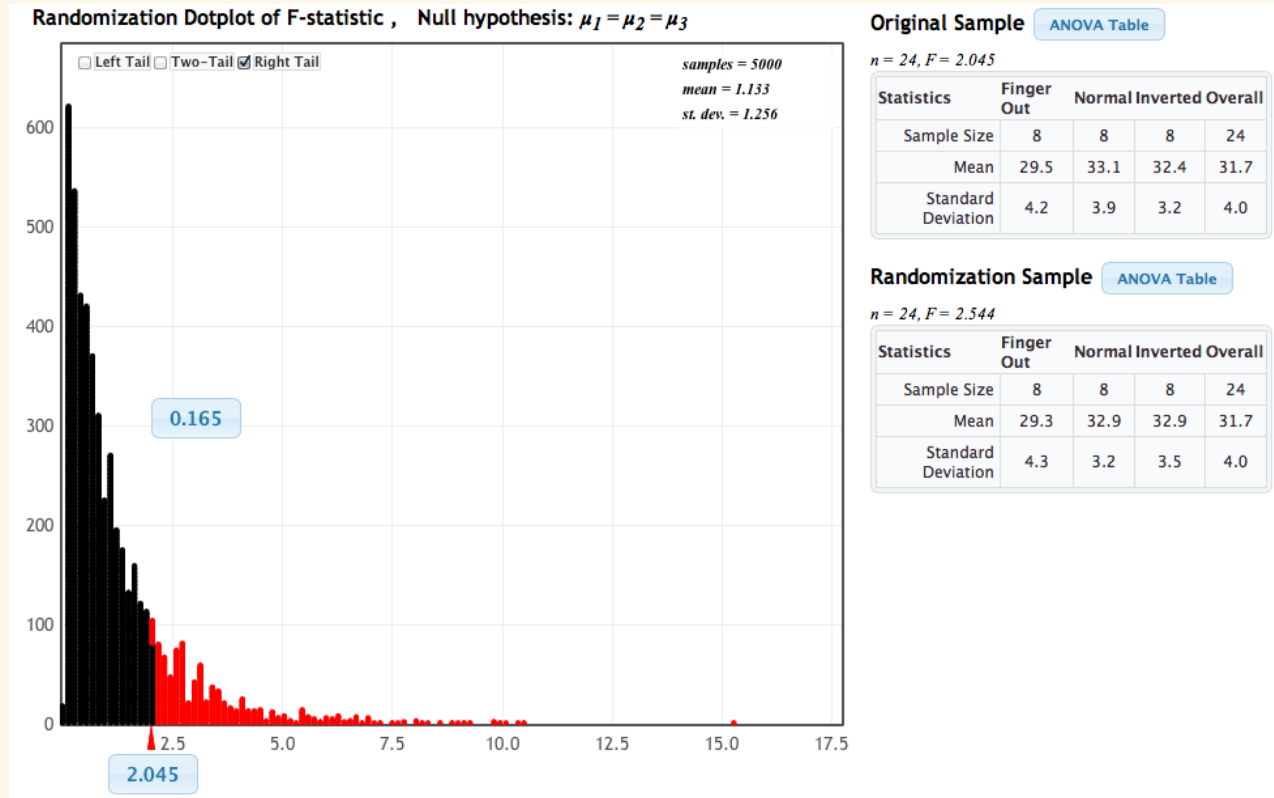 Randomization Dotplot of F-statistic , Null hypothesis: μ1=μ2=μ3
Left Tail Two-Tail Right Tail
samples = 5000
mean = 1.133
st. dev. = 1.256
600
500
400
300
200
100
0
0.165
2.5 5.0 7.5 10.0 12.5 15.0 17.5
2.045
Original Sample ANOVA Table
n = 24, F = 2.045
Statistics Finger Out Normal Inverted Overall
Sample Size 8 8 8 24
Mean 29.5 33.1 32.4 31.7
Standard Deviation 4.2 3.9 3.2 4.0
Randomization Sample ANOVA Table
n = 24, F = 2.544
Statistics Finger Out Normal Inverted Overall
Sample Size 8 8 8 24
Mean 29.3 32.9 32.9 31.7
Standard Deviation 4.3 3.2 3.5 4.0